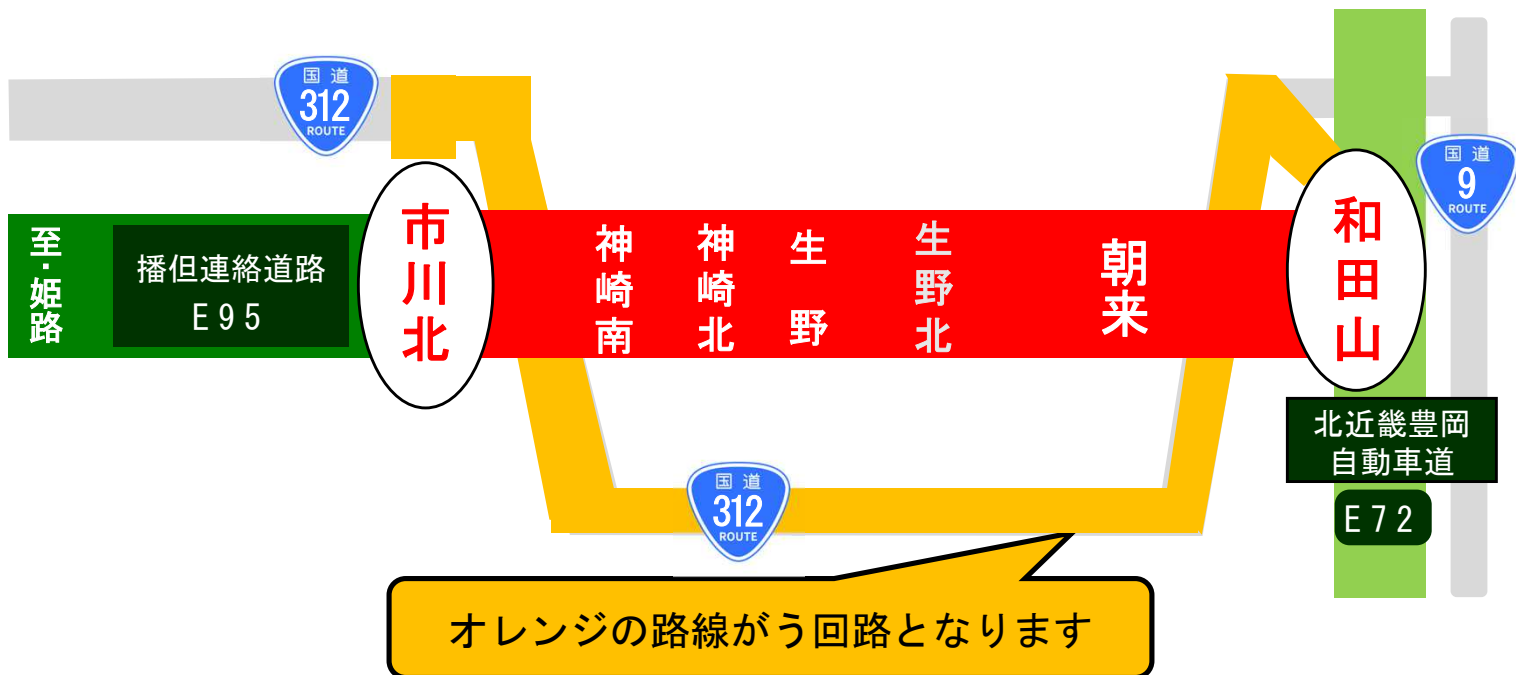 国道
312
ROUTE
国道
9
ROUTE
至・姫路
播但連絡道路
E95
市川北
神崎南
神崎北
生野
生野北
朝来
和田山
北近畿豊岡
自動車道
E72
国道
312
ROUTE
オレンジの路線がう回路となります